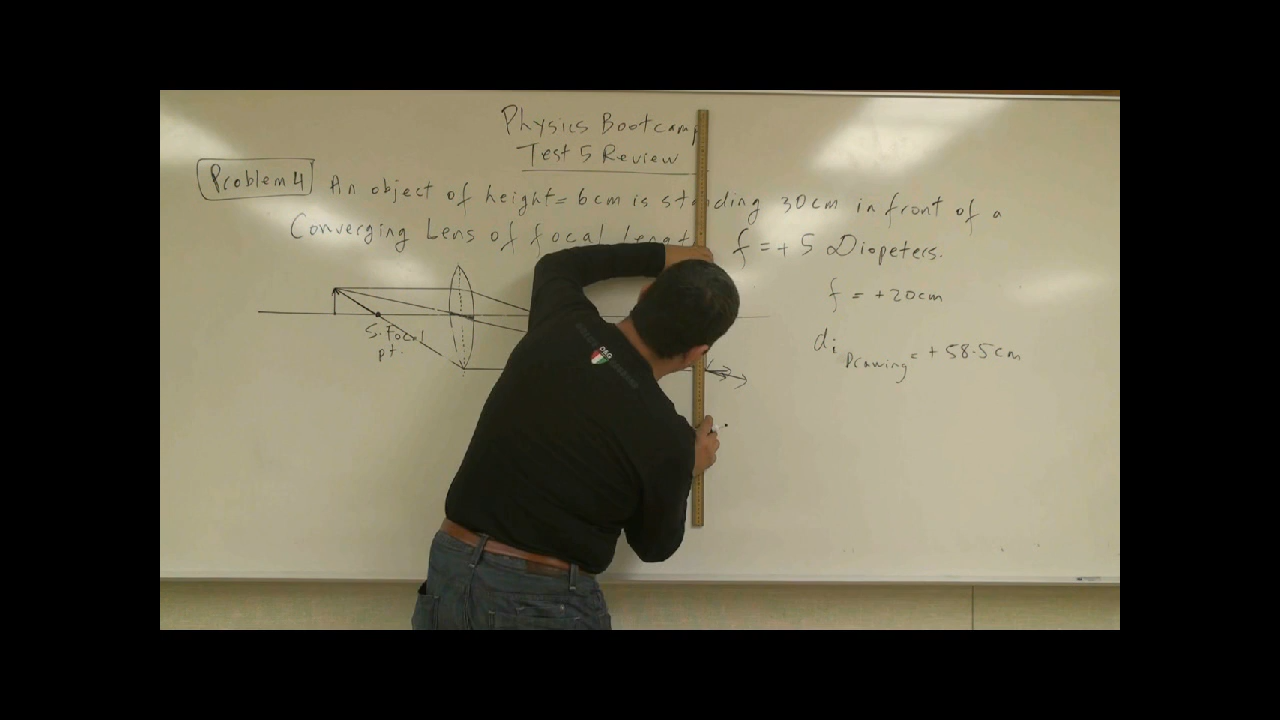 Physics Bootcamp
Test 5 Review
Problem 4 An object of height = 6cm is standing 30cm in front of a
Converging Lens of focal Lengt f = + 5 Diopeters.
f = +20cm
di Drawing = + 58.5cm
S. Focal
pt.